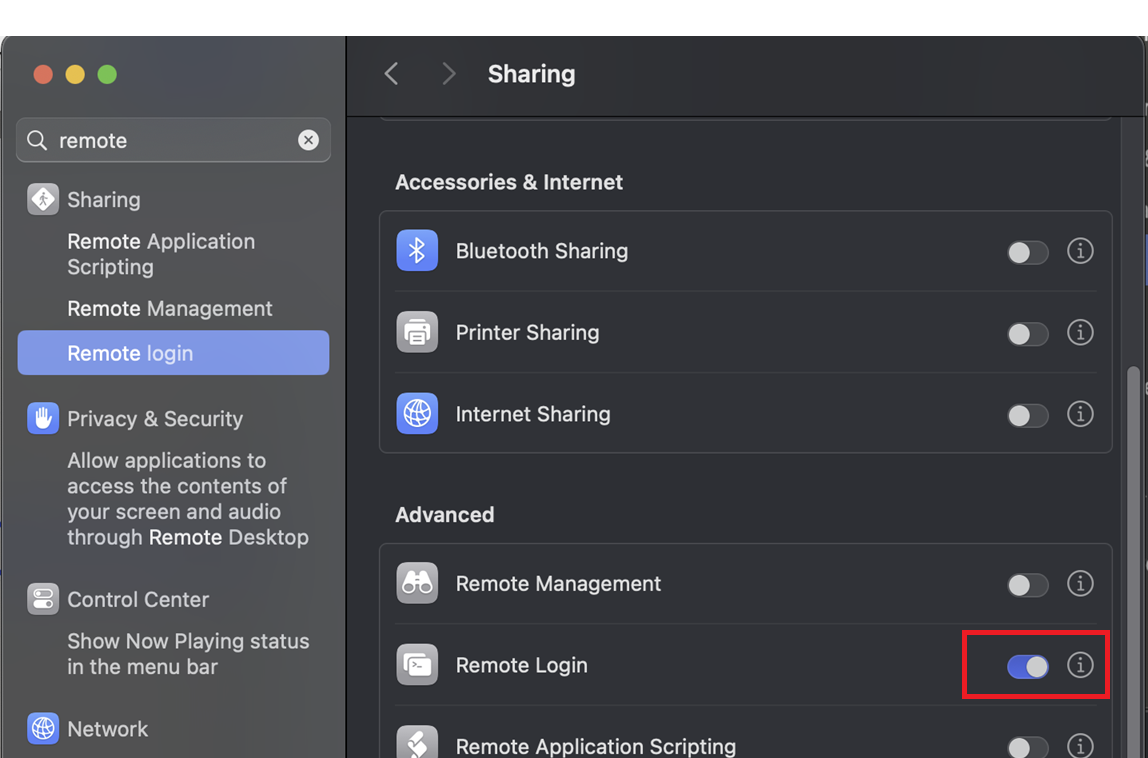 Sharing
remote
Sharing
Remote Application
Scripting
Remote Management
Remote login
Privacy & Security
Allow applications to
access the contents of
your screen and audio
through Remote Desktop
Control Center
Show Now Playing status
in the menu bar
Network
Accessories & Internet
Bluetooth Sharing
Printer Sharing
Internet Sharing
Advanced
Remote Management
Remote Login
Remote Application Scripting